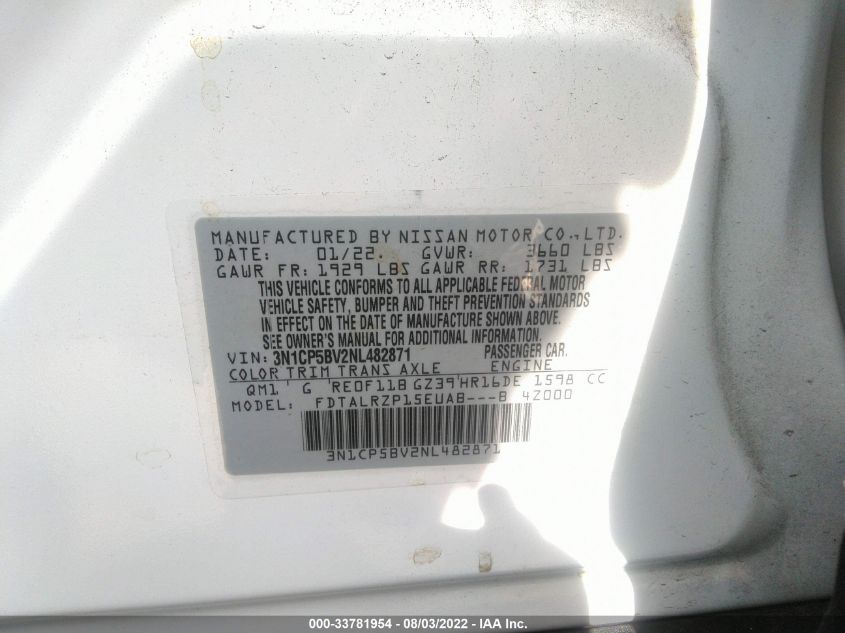 MANUFACTURED BY NISSAN MOTOR CO., LTD.
DATE: 01/22 GVWR: 3660 LBS
GAWR FR: 1929 LBS GAWR RR: 1731 LBS
THIS VEHICLE CONFORMS TO ALL APPLICABLE FEDERAL MOTOR
VEHICLE SAFETY, BUMPER AND THEFT PREVENTION STANDARDS
IN EFFECT ON THE DATE OF MANUFACTURE SHOWN ABOVE.
SEE OWNER'S MANUAL FOR ADDITIONAL INFORMATION.
VIN: 3N1CP5BV2NL482871 PASSENGER CAR.
COLOR TRIM TRANS AXLE ENGINE
QM1 G RE0F11B GZ39 HR16DE 1598 CC
MODEL: FDTALRZP15EUAB---B 4Z000
3N1CP5BV2NL482871
000-33781954 - 08/03/2022 - IAA Inc.